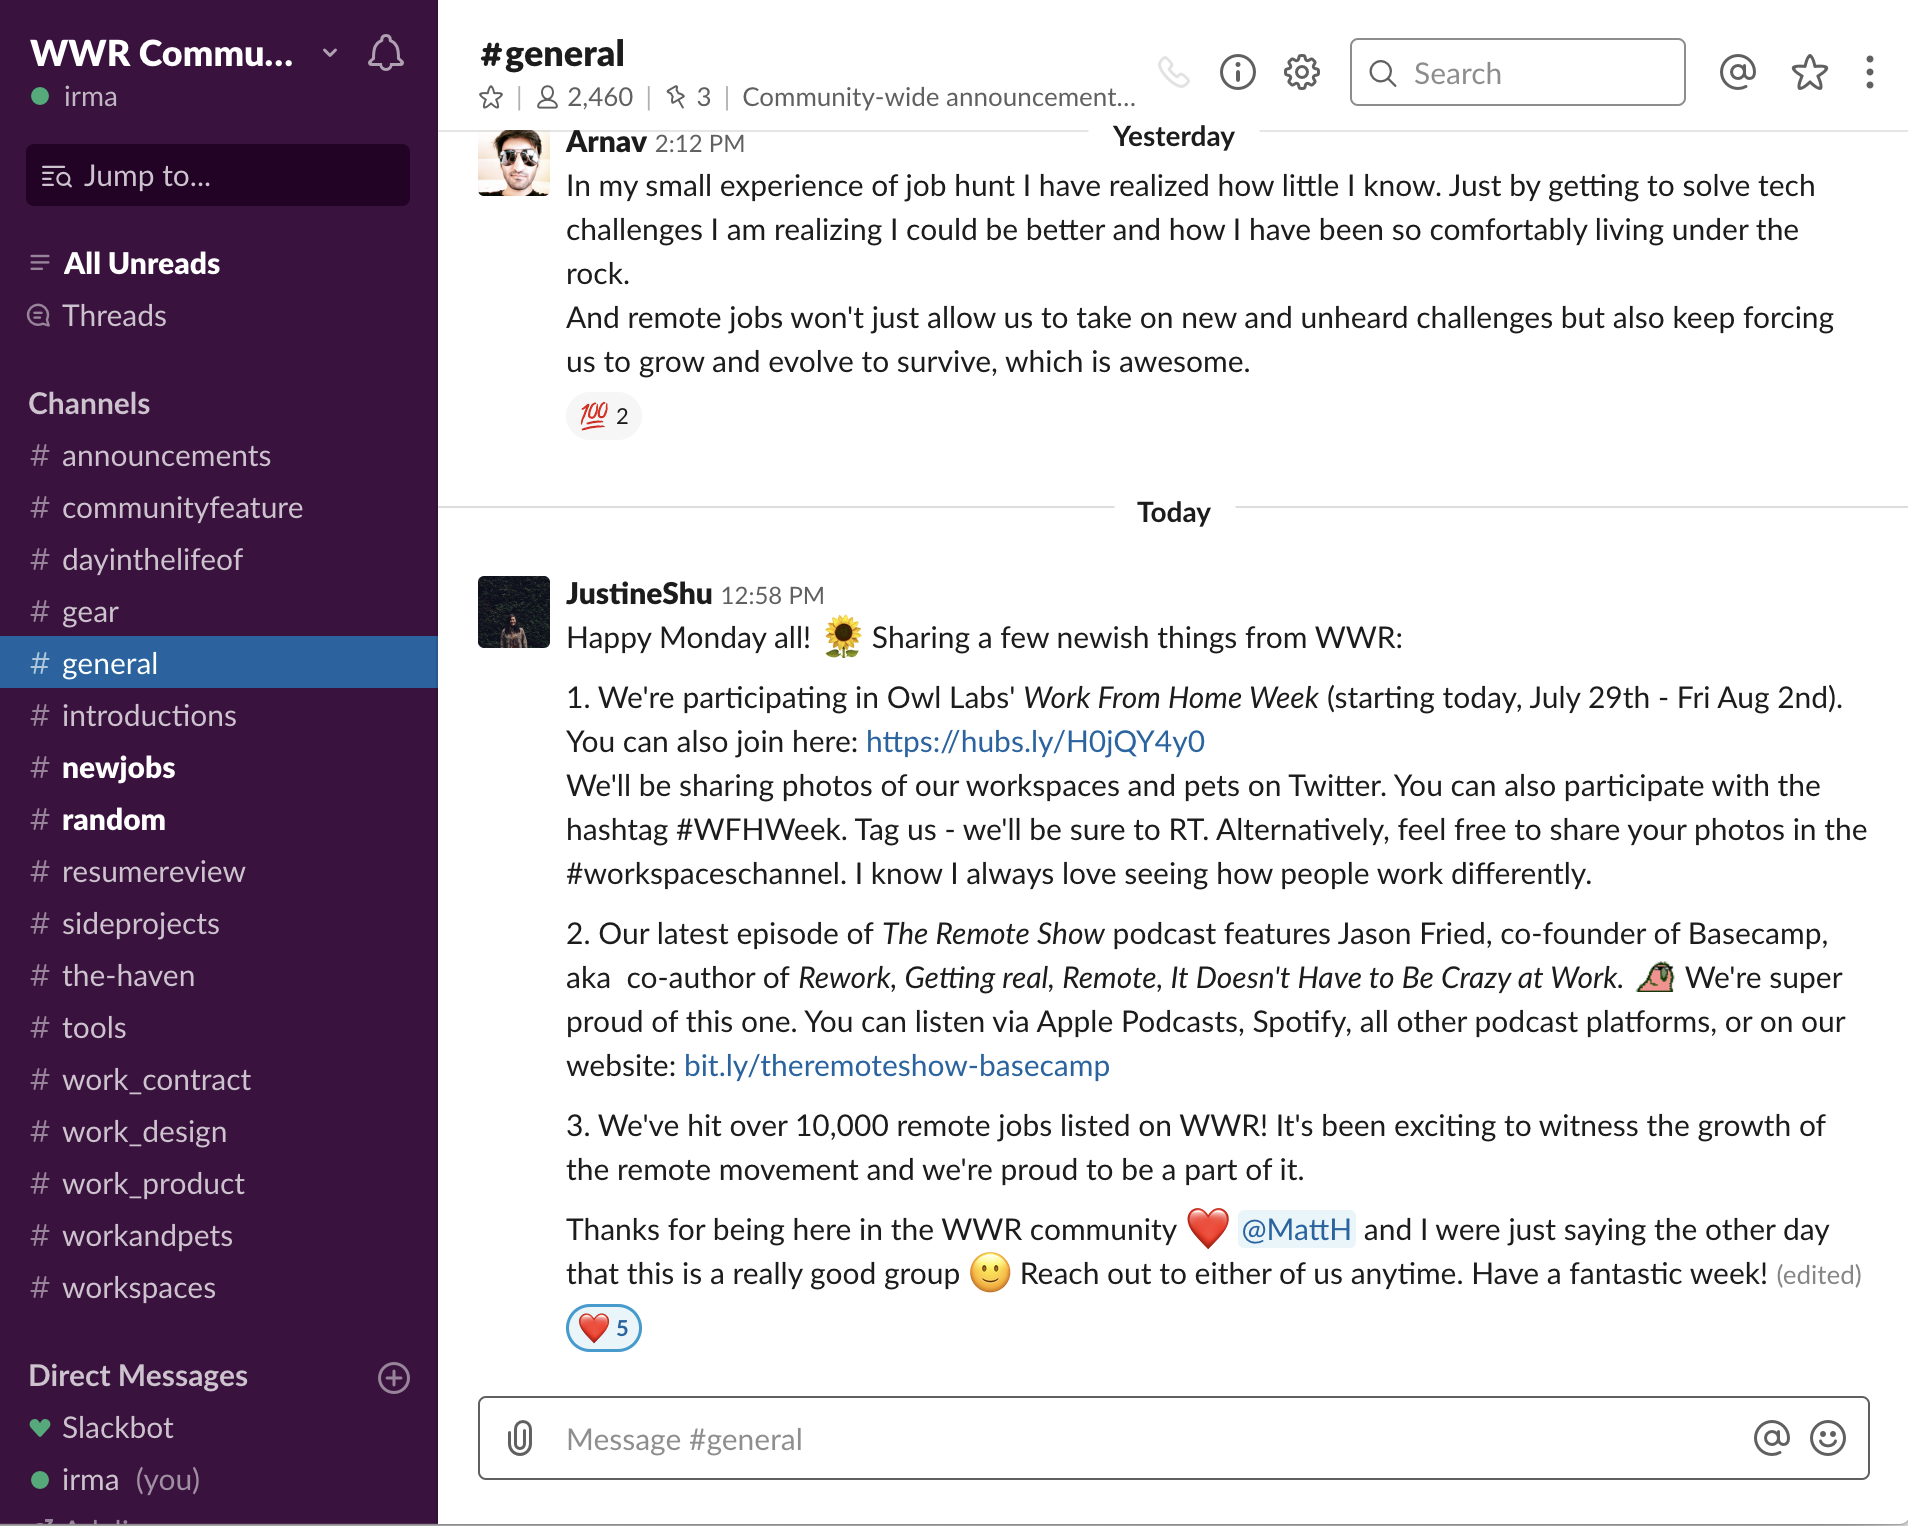 WWR Commu...
irma
Jump to...
All Unreads
Threads
Channels
# announcements
# communityfeature
# dayinthelifeof
# gear
# general
# introductions
# newjobs
# random
# resumereview
# sideprojects
# the-haven
# tools
# work_contract
# work_design
# work_product
# workandpets
# workspaces
Direct Messages
Slackbot
irma (you)
#general
2,460 | 3 | Community-wide announcement...
Search
Yesterday
Arnav 2:12 PM
In my small experience of job hunt I have realized how little I know. Just by getting to solve tech
challenges I am realizing I could be better and how I have been so comfortably living under the
rock.
And remote jobs won't just allow us to take on new and unheard challenges but also keep forcing
us to grow and evolve to survive, which is awesome.
💯 2
Today
JustineShu 12:58 PM
Happy Monday all! 🌻 Sharing a few newish things from WWR:
1. We're participating in Owl Labs' Work From Home Week (starting today, July 29th - Fri Aug 2nd).
You can also join here: https://hubs.ly/H0jQY4y0
We'll be sharing photos of our workspaces and pets on Twitter. You can also participate with the
hashtag #WFHWeek. Tag us - we'll be sure to RT. Alternatively, feel free to share your photos in the
#workspaceschannel. I know I always love seeing how people work differently.
2. Our latest episode of The Remote Show podcast features Jason Fried, co-founder of Basecamp,
aka co-author of Rework, Getting real, Remote, It Doesn't Have to Be Crazy at Work. We're super
proud of this one. You can listen via Apple Podcasts, Spotify, all other podcast platforms, or on our
website: bit.ly/theremoteshow-basecamp
3. We've hit over 10,000 remote jobs listed on WWR! It's been exciting to witness the growth of
the remote movement and we're proud to be a part of it.
Thanks for being here in the WWR community ❤️ @MattH and I were just saying the other day
that this is a really good group 🙂 Reach out to either of us anytime. Have a fantastic week! (edited)
❤️ 5
Message #general